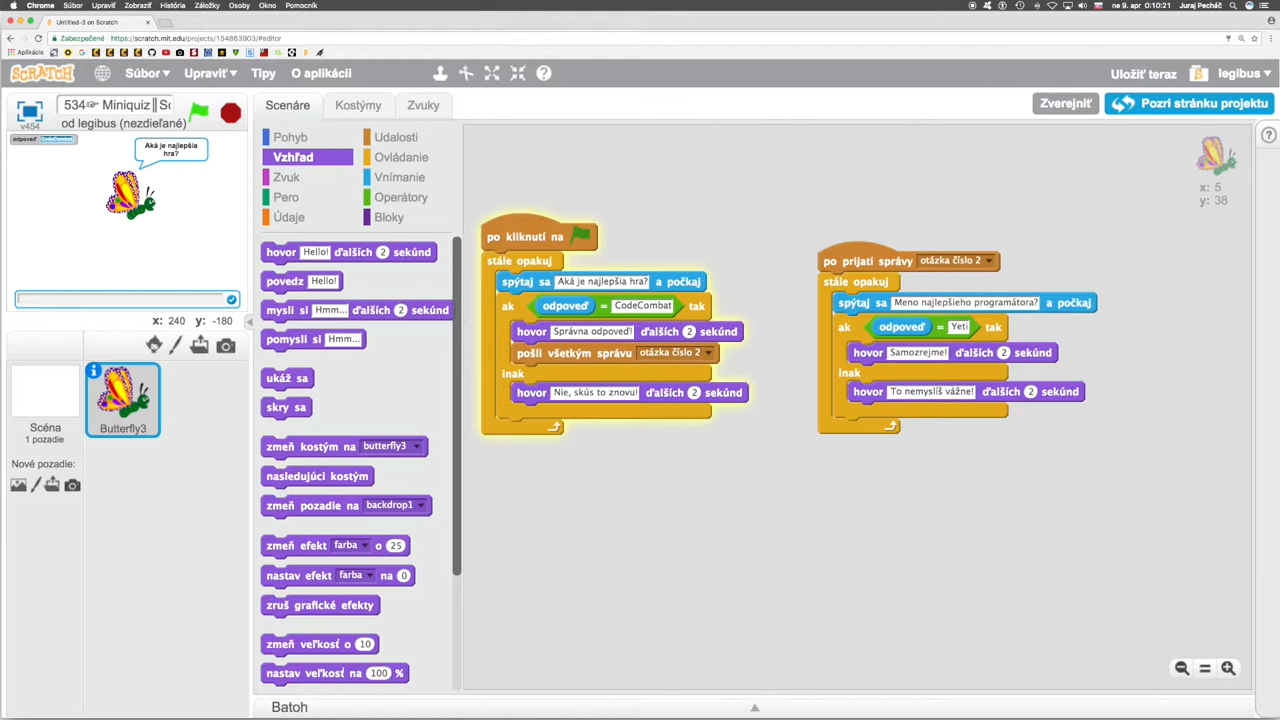 Chrome Súbor Upraviť Zobraziť História Záložky Osoby Okno Pomocník
ne 9. apr 0:10:21 Juraj Pecháč
Untitled-3 on Scratch
Zabezpečené https://scratch.mit.edu/projects/154863903/#editor
Aplikácie
SCRATCH Súbor Upraviť Tipy O aplikácii Uložiť teraz legibus
534 Miniquiz || Sc
od legibus (nezdieľané)
v454
Scenáre Kostýmy Zvuky
Zverejniť Pozri stránku projektu
odpoveď CodeCombat
Aká je najlepšia
hra?
x: 240 y: -180
Scéna
1 pozadie
Nové pozadie:
Butterfly3
Pohyb Udalosti
Vzhľad Ovládánie
Zvuk Vnímanie
Pero Operátory
Údaje Bloky
hovor Hello! ďalších 2 sekúnd
povedz Hello!
mysli si Hmm... ďalších 2 sekúnd
pomysli si Hmm...
ukáž sa
skry sa
zmeň kostým na butterfly3
nasledujúci kostým
zmeň pozadie na backdrop1
zmeň efekt farba o 25
nastav efekt farba na 0
zruš grafické efekty
zmeň veľkosť o 10
nastav veľkosť na 100 %
po kliknutí na
stále opakuj
spýtaj sa Aká je najlepšia hra? a počkaj
ak odpoveď = CodeCombat tak
hovor Správna odpoveď! ďalších 2 sekúnd
pošli všetkým správu otázka číslo 2
inak
hovor Nie, skús to znovu! ďalších 2 sekúnd
po prijatí správy otázka číslo 2
stále opakuj
spýtaj sa Meno najlepšieho programátora? a počkaj
ak odpoveď = Yeti tak
hovor Samozrejme! ďalších 2 sekúnd
inak
hovor To nemyslíš vážne! ďalších 2 sekúnd
x: 5
y: 38
Batoh